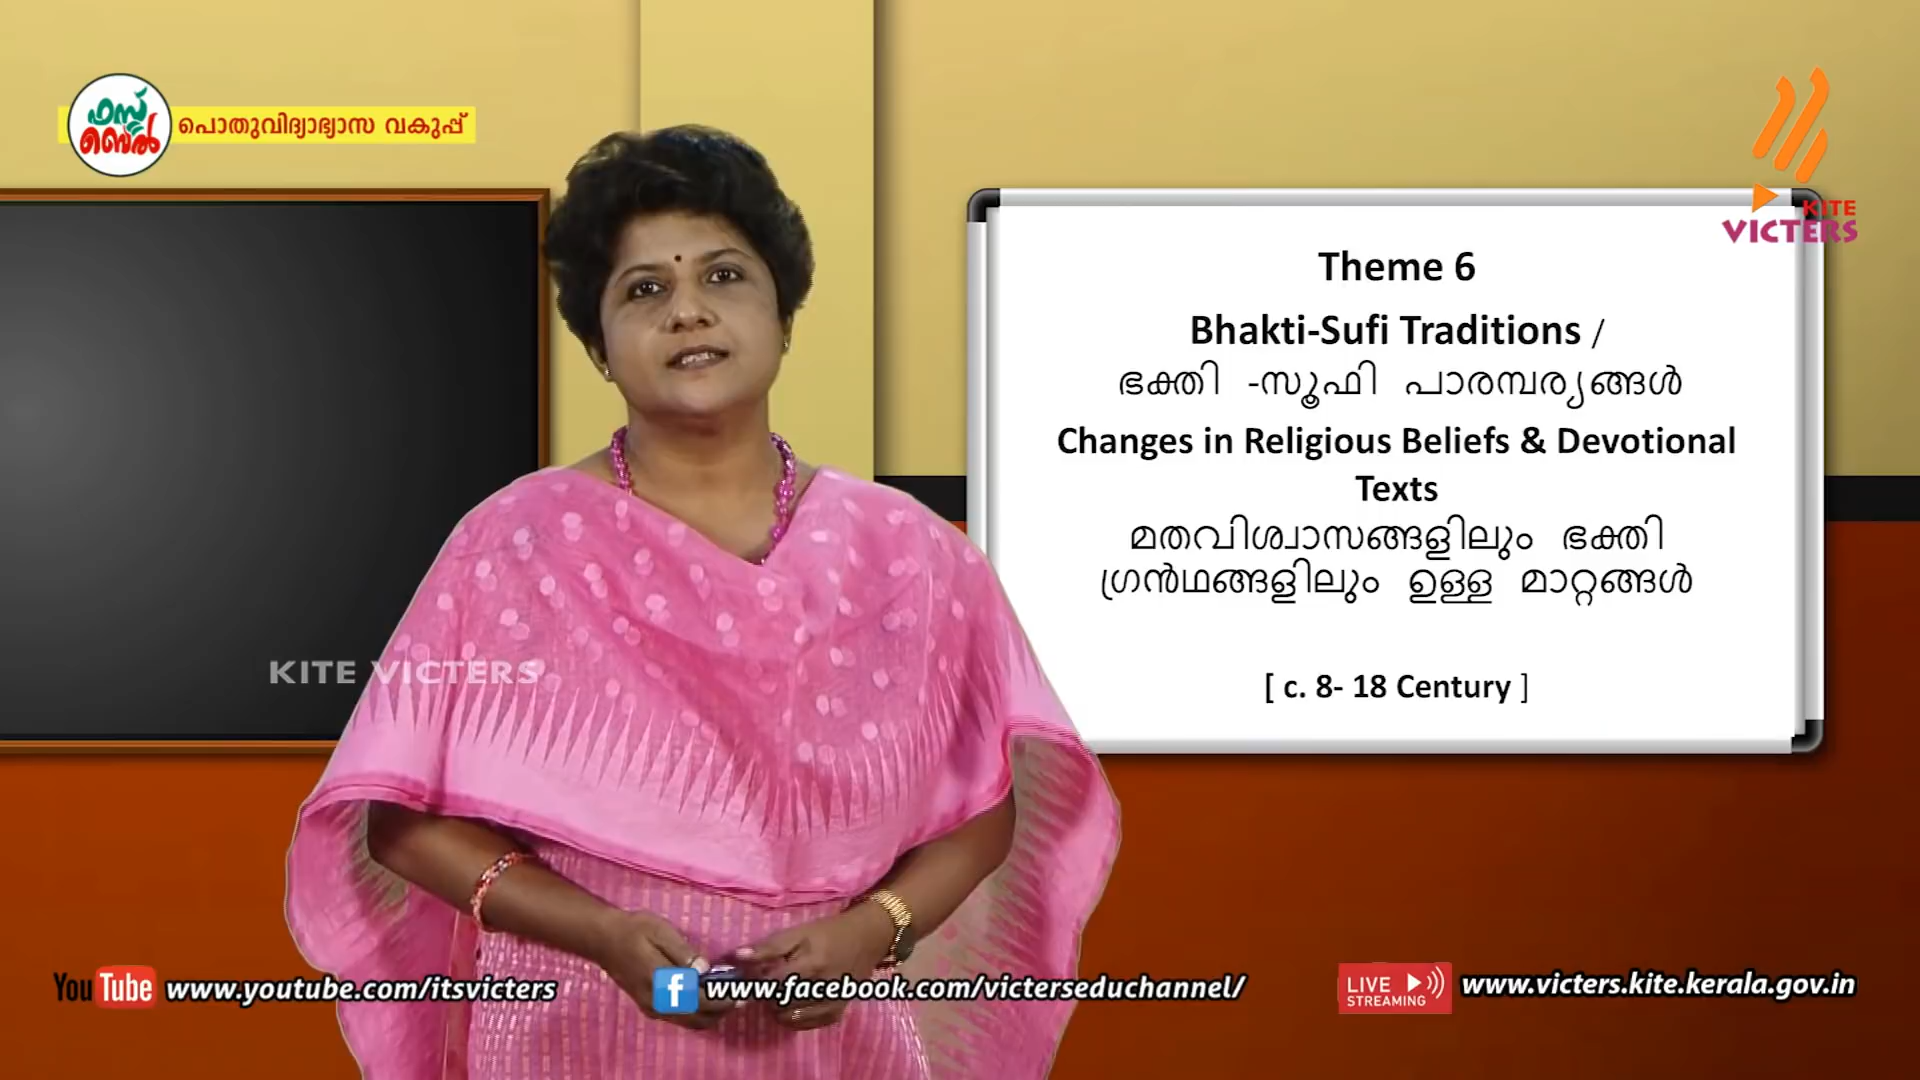 ഫസ്റ്റ്
ബെൽ
പൊതുവിദ്യാഭ്യാസ വകുപ്പ്
KITE
VICTERS
Theme 6
Bhakti-Sufi Traditions /
ഭക്തി -സൂഫി പാരമ്പര്യങ്ങൾ
Changes in Religious Beliefs & Devotional
Texts
മതവിശ്വാസങ്ങളിലും ഭക്തി
ഗ്രൻഥങ്ങളിലും ഉള്ള മാറ്റങ്ങൾ
[ c. 8- 18 Century ]
KITE VICTERS
YouTube www.youtube.com/itsvicters
f www.facebook.com/victerseduchannel/
LIVE STREAMING www.victers.kite.kerala.gov.in